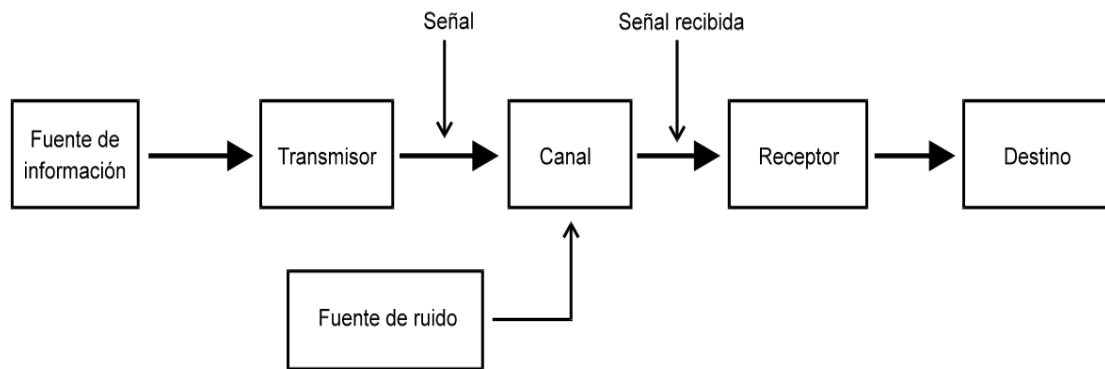 Señal
Señal recibida
Fuente de
información
Transmisor
Canal
Receptor
Destino
Fuente de ruido